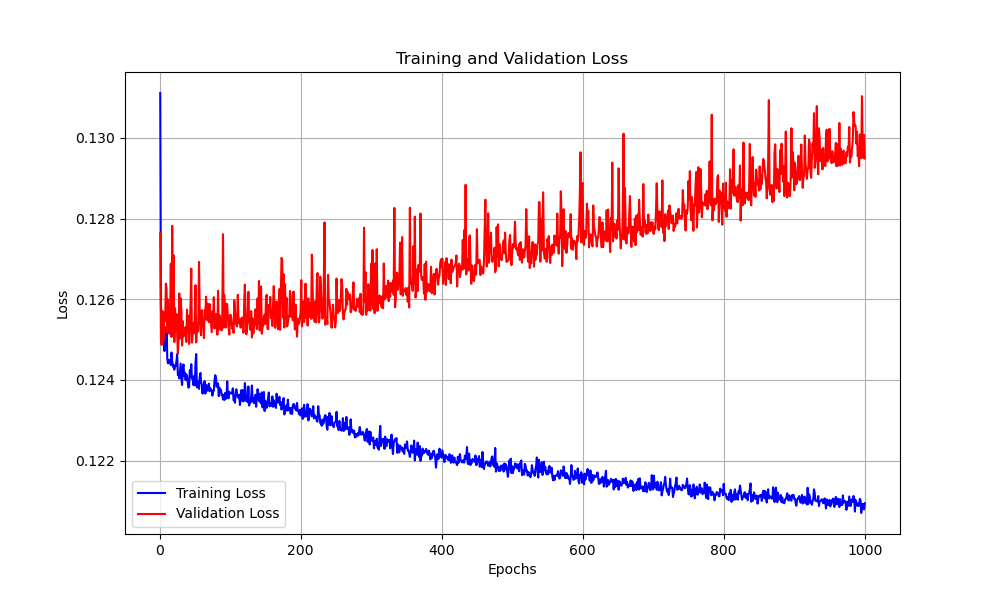 Training and Validation Loss
0.130
0.128
0.126
0.124
0.122
Loss
Training Loss
Validation Loss
0 200 400 600 800 1000
Epochs